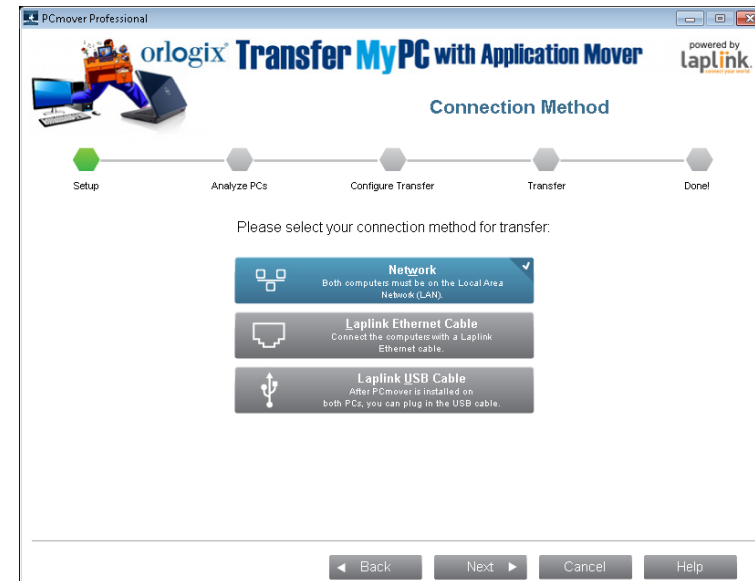 PCmover Professional
orlogix® Transfer MyPC with Application Mover
powered by
laplink.
connect your world.
Connection Method
Setup
Analyze PCs
Configure Transfer
Transfer
Done!
Please select your connection method for transfer:
Network
Both computers must be on the Local Area
Network (LAN).
Laplink Ethernet Cable
Connect the computers with a Laplink
Ethernet cable.
Laplink USB Cable
After PCmover is installed on
both PCs, you can plug in the USB cable.
Back
Next
Cancel
Help